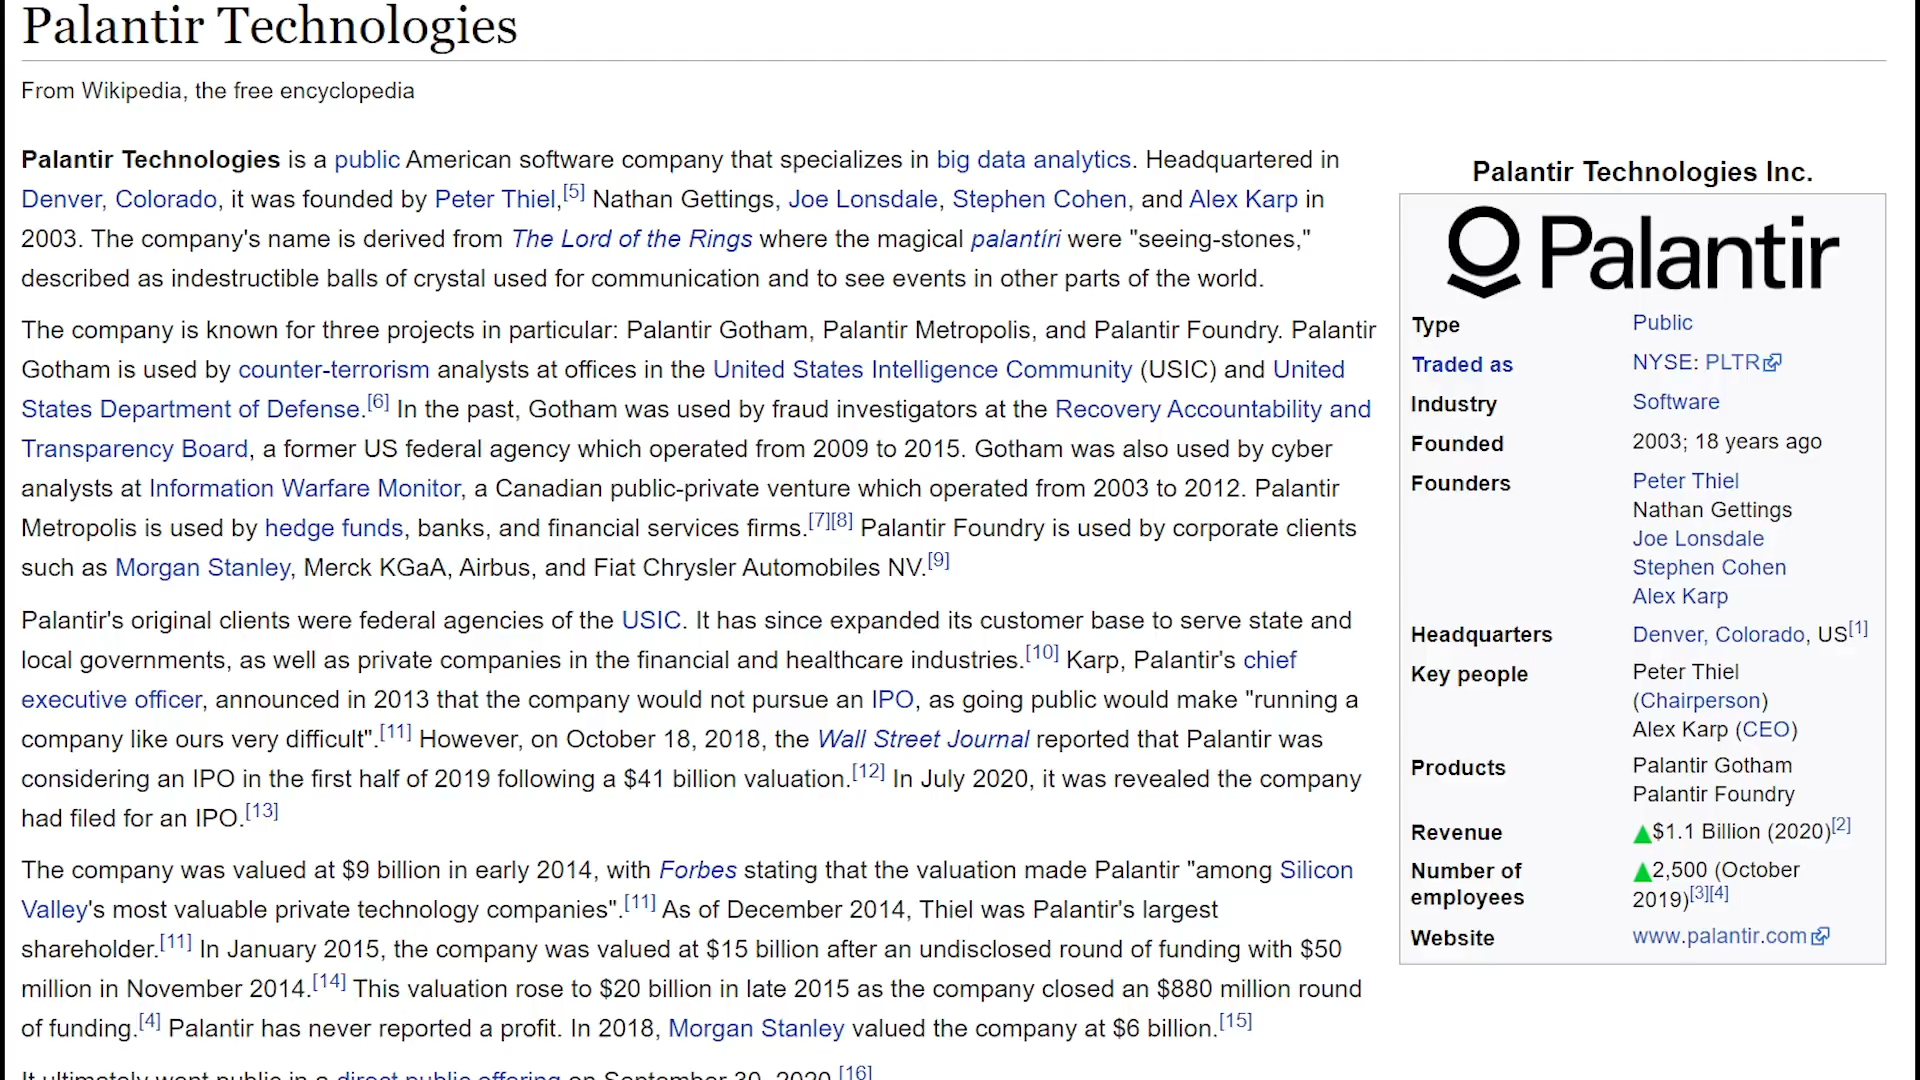 Palantir Technologies
From Wikipedia, the free encyclopedia
Palantir Technologies is a public American software company that specializes in big data analytics. Headquartered in
Denver, Colorado, it was founded by Peter Thiel,[5] Nathan Gettings, Joe Lonsdale, Stephen Cohen, and Alex Karp in
2003. The company's name is derived from The Lord of the Rings where the magical palantíri were "seeing-stones,"
described as indestructible balls of crystal used for communication and to see events in other parts of the world.
The company is known for three projects in particular: Palantir Gotham, Palantir Metropolis, and Palantir Foundry. Palantir
Gotham is used by counter-terrorism analysts at offices in the United States Intelligence Community (USIC) and United
States Department of Defense.[6] In the past, Gotham was used by fraud investigators at the Recovery Accountability and
Transparency Board, a former US federal agency which operated from 2009 to 2015. Gotham was also used by cyber
analysts at Information Warfare Monitor, a Canadian public-private venture which operated from 2003 to 2012. Palantir
Metropolis is used by hedge funds, banks, and financial services firms.[7][8] Palantir Foundry is used by corporate clients
such as Morgan Stanley, Merck KGaA, Airbus, and Fiat Chrysler Automobiles NV.[9]
Palantir's original clients were federal agencies of the USIC. It has since expanded its customer base to serve state and
local governments, as well as private companies in the financial and healthcare industries.[10] Karp, Palantir's chief
executive officer, announced in 2013 that the company would not pursue an IPO, as going public would make "running a
company like ours very difficult".[11] However, on October 18, 2018, the Wall Street Journal reported that Palantir was
considering an IPO in the first half of 2019 following a $41 billion valuation.[12] In July 2020, it was revealed the company
had filed for an IPO.[13]
The company was valued at $9 billion in early 2014, with Forbes stating that the valuation made Palantir "among Silicon
Valley's most valuable private technology companies".[11] As of December 2014, Thiel was Palantir's largest
shareholder.[11] In January 2015, the company was valued at $15 billion after an undisclosed round of funding with $50
million in November 2014.[14] This valuation rose to $20 billion in late 2015 as the company closed an $880 million round
of funding.[4] Palantir has never reported a profit. In 2018, Morgan Stanley valued the company at $6 billion.[15]
It ultimately went public in a direct public offering on September 30, 2020.[16]
Palantir Technologies Inc.
Palantir
Type Public
Traded as NYSE: PLTR
Industry Software
Founded 2003; 18 years ago
Founders Peter Thiel
Nathan Gettings
Joe Lonsdale
Stephen Cohen
Alex Karp
Headquarters Denver, Colorado, US[1]
Key people Peter Thiel
(Chairperson)
Alex Karp (CEO)
Products Palantir Gotham
Palantir Foundry
Revenue ▲$1.1 Billion (2020)[2]
Number of ▲2,500 (October
employees 2019)[3][4]
Website www.palantir.com